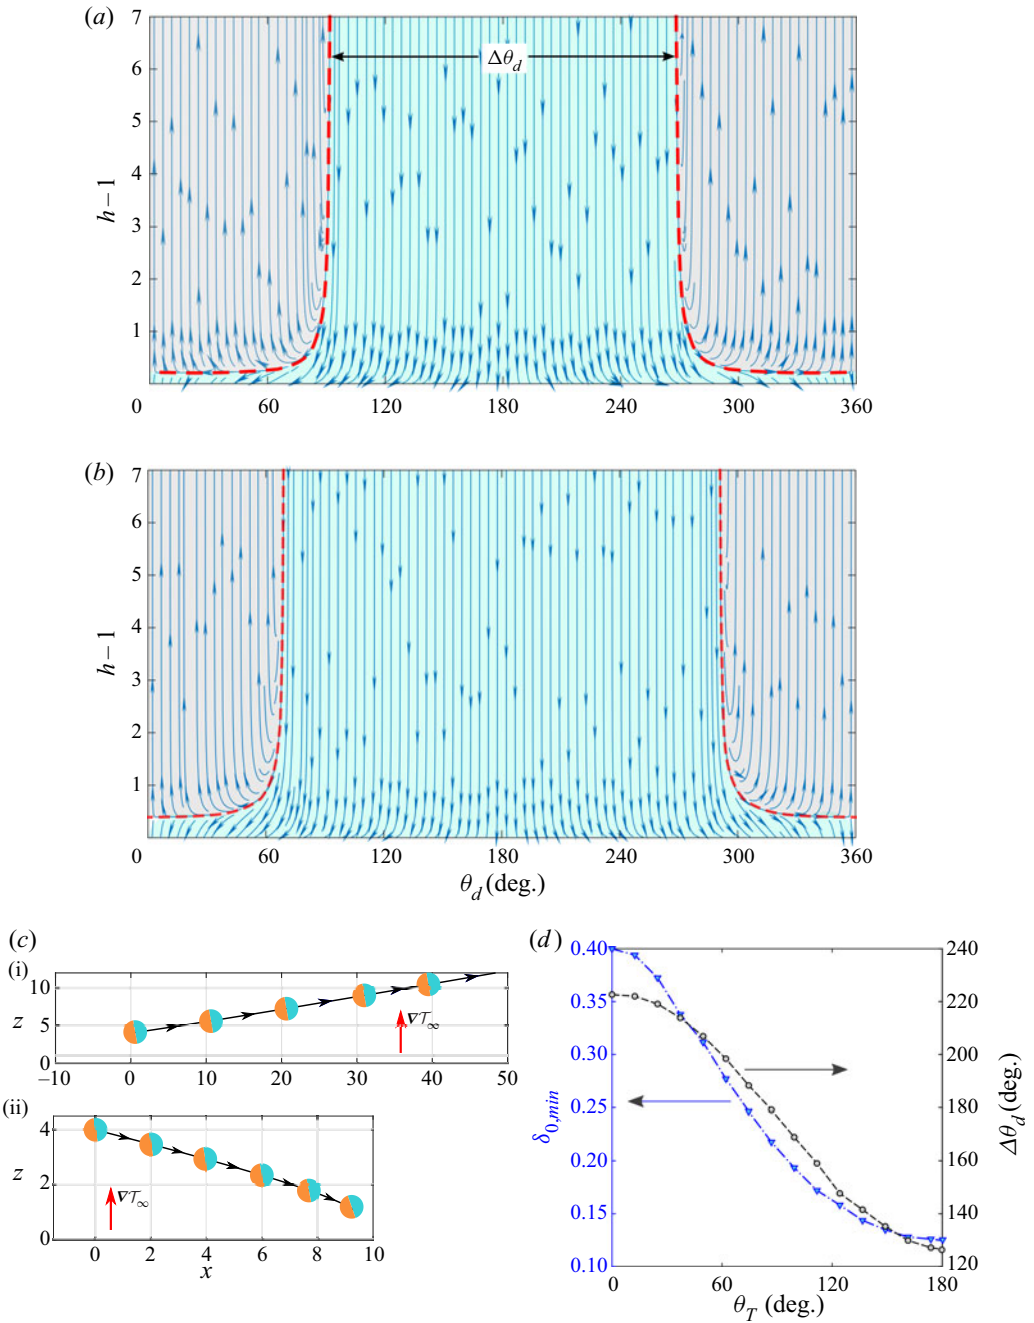 (a)
7
6
5
4
3
2
1
h – 1
Δθd
0 60 120 180 240 300 360
(b)
7
6
5
4
3
2
1
h – 1
0 60 120 180 240 300 360
θd (deg.)
(c)
(i)
10
5
0
z
∇T∞
–10 0 10 20 30 40 50
(ii)
4
2
0
z
∇T∞
0 2 4 6 8 10
x
(d)
0.40
0.35
0.30
0.25
0.20
0.15
0.10
δ0,min
240
220
200
180
160
140
120
Δθd (deg.)
0 60 120 180
θT (deg.)